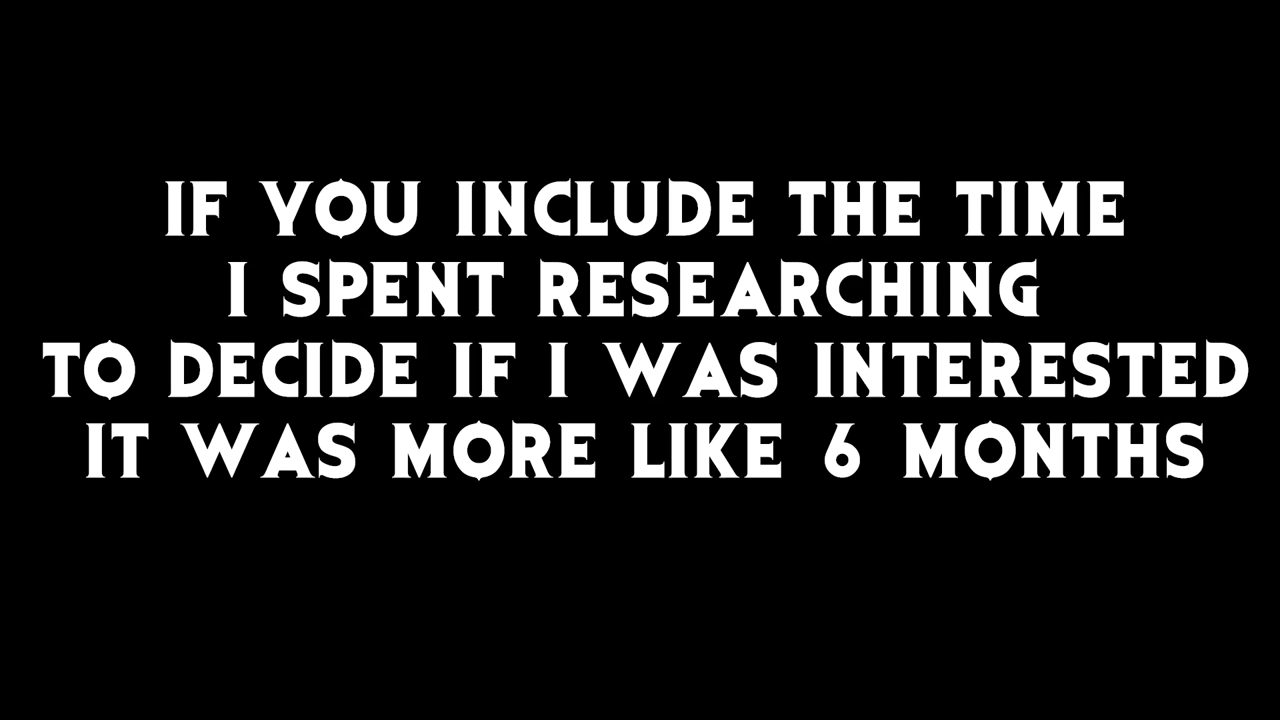 IF YOU INCLUDE THE TIME
I SPENT RESEARCHING
TO DECIDE IF I WAS INTERESTED
IT WAS MORE LIKE 6 MONTHS